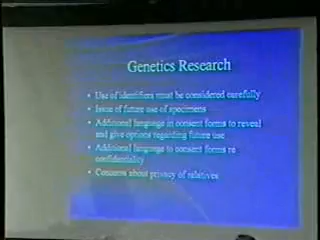 Genetics Research
• Use of identifiers must be considered carefully
• Issue of future use of specimens
• Additional language in consent forms to reveal
and give options regarding future use
• Additional language to consent forms re
confidentiality
• Concerns about privacy of relatives